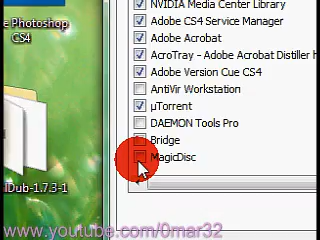 NVIDIA Media Center Library
e Photoshop
CS4
Adobe CS4 Service Manager
Adobe Acrobat
AcroTray - Adobe Acrobat Distiller h
Adobe Version Cue CS4
AntiVir Workstation
µTorrent
DAEMON Tools Pro
Bridge
MagicDisc
lDub-1.7.3-1
www.youtube.com/0mar32